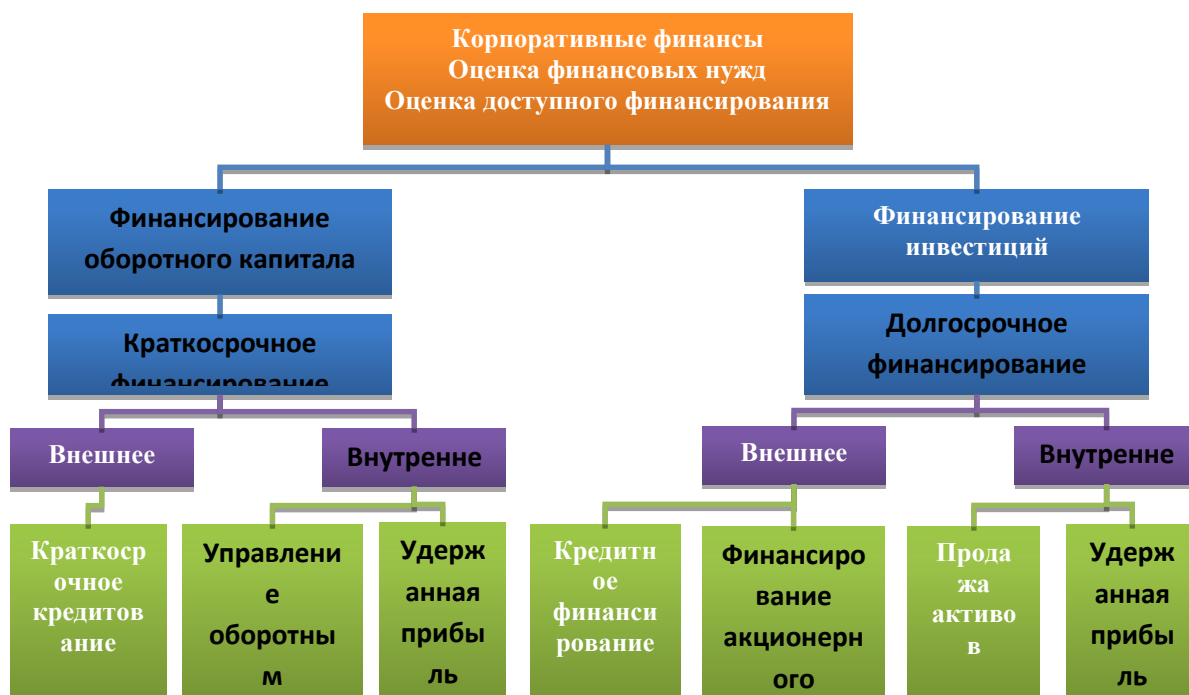 Корпоративные финансы
Оценка финансовых нужд
Оценка доступного финансирования
Финансирование
оборотного капитала
Финансирование
инвестиций
Краткосрочное
финансирование
Долгосрочное
финансирование
Внешнее
Внутренне
Внешнее
Внутренне
Краткоср
очное
кредитов
ание
Управлени
е
оборотны
м
Удерж
анная
прибы
ль
Кредитн
ое
финанси
рование
Финансиро
вание
акционерн
ого
Прода
жа
активо
в
Удерж
анная
прибы
ль